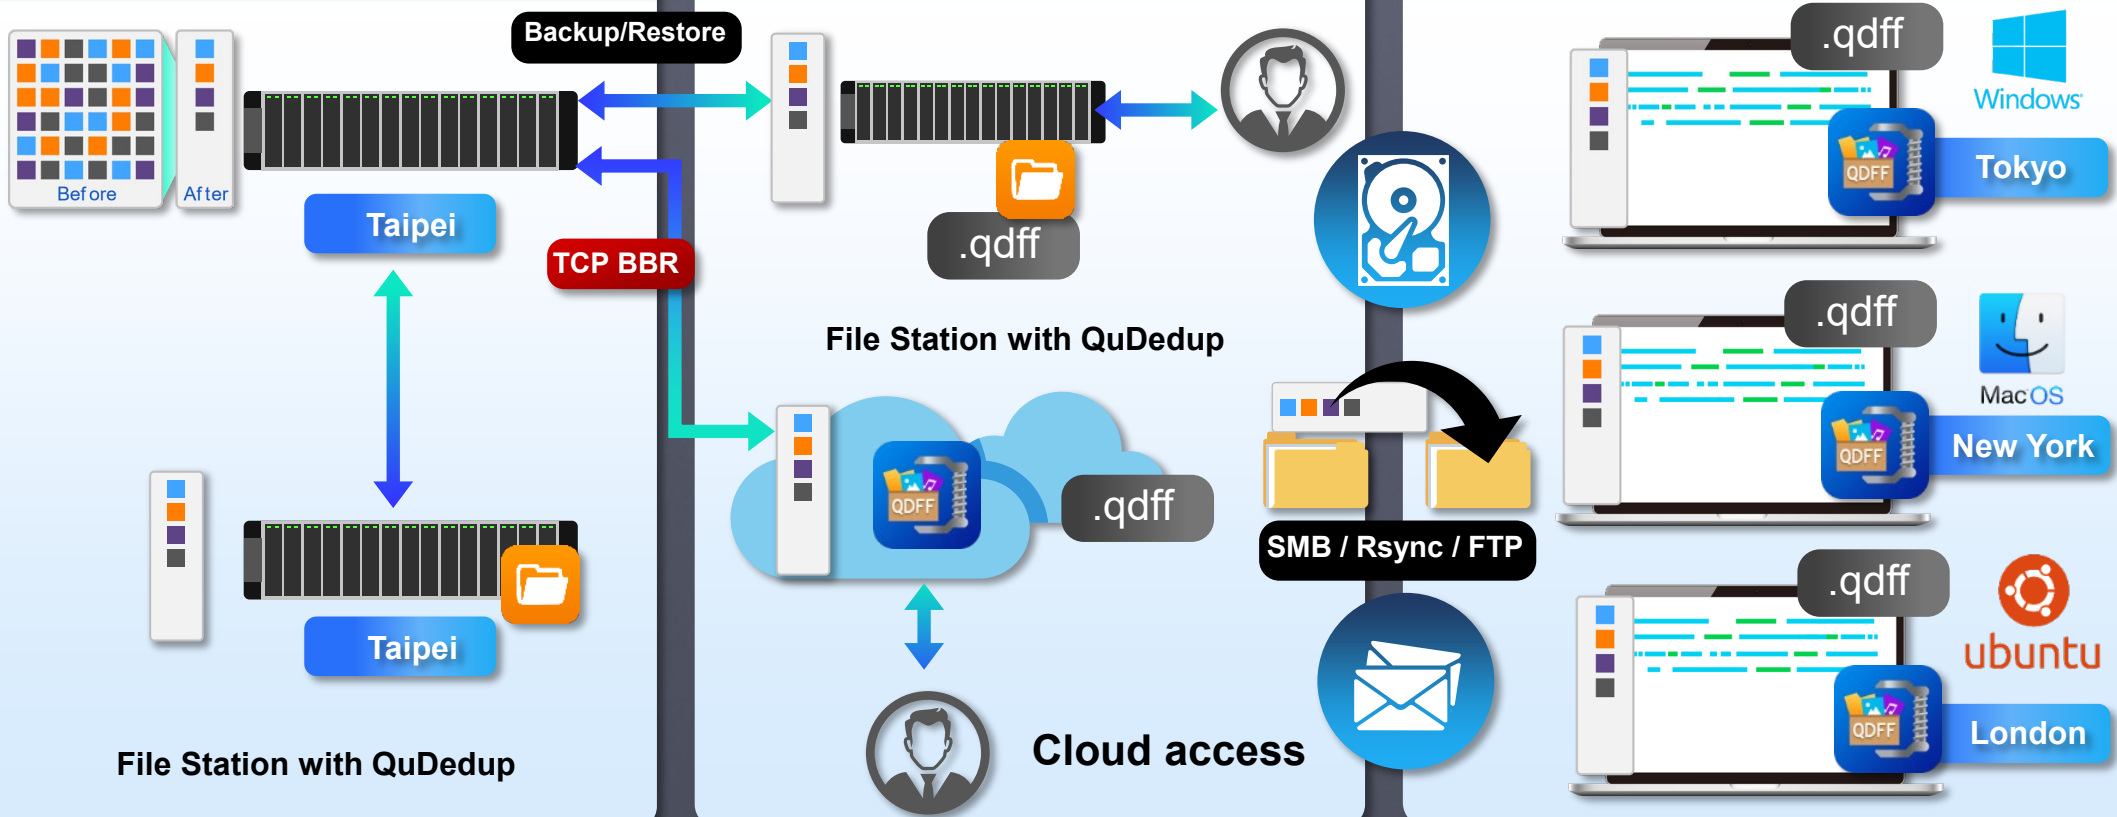 Before
After
Taipei
Taipei
File Station with QuDedup
Backup/Restore
TCP BBR
.qdff
File Station with QuDedup
QDFF
.qdff
Cloud access
SMB / Rsync / FTP
.qdff
Windows
QDFF
Tokyo
.qdff
MacOS
QDFF
New York
.qdff
ubuntu
QDFF
London